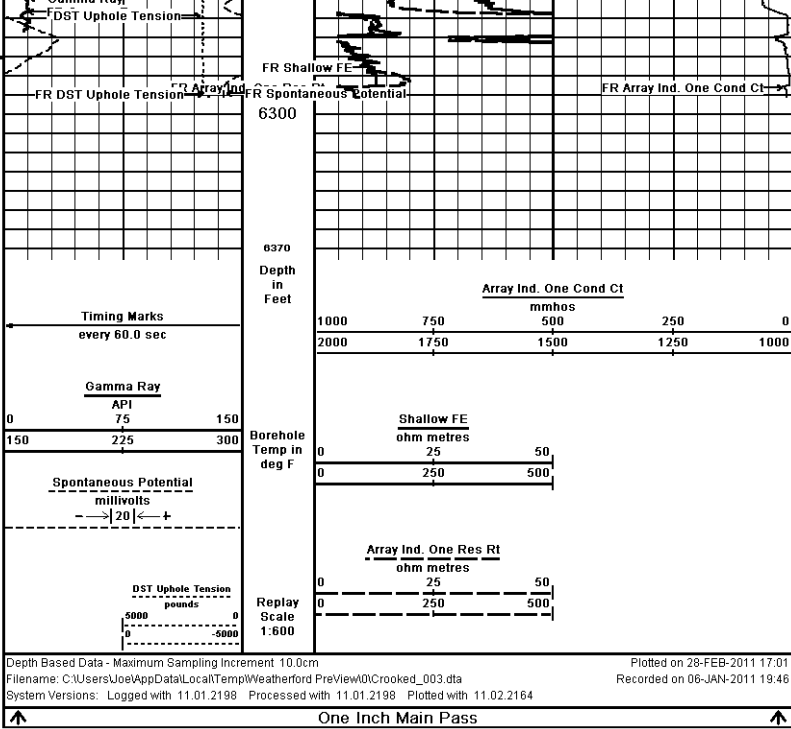 Gamma Ray
DST Uphole Tension
FR Shallow FE
FR DST Uphole Tension
FR Array Ind. One Res Rt
FR Spontaneous Potential
FR Array Ind. One Cond Ct
6300
6370
Depth
in
Feet
Array Ind. One Cond Ct
mmhos
1000 750 500 250 0
2000 1750 1500 1250 1000
Timing Marks
every 60.0 sec
Gamma Ray
API
0 75 150
150 225 300
Borehole
Temp in
deg F
Shallow FE
ohm metres
0 25 50
0 250 500
Spontaneous Potential
millivolts
- 20 +
Array Ind. One Res Rt
ohm metres
0 25 50
0 250 500
DST Uphole Tension
pounds
5000 0
0 -5000
Replay
Scale
1:600
Depth Based Data - Maximum Sampling Increment 10.0cm
Plotted on 28-FEB-2011 17:01
Filename: C:\Users\Joe\AppData\Local\Temp\Weatherford PreView\0\Crooked_003.dta
Recorded on 06-JAN-2011 19:46
System Versions: Logged with 11.01.2198 Processed with 11.01.2198 Plotted with 11.02.2164
One Inch Main Pass